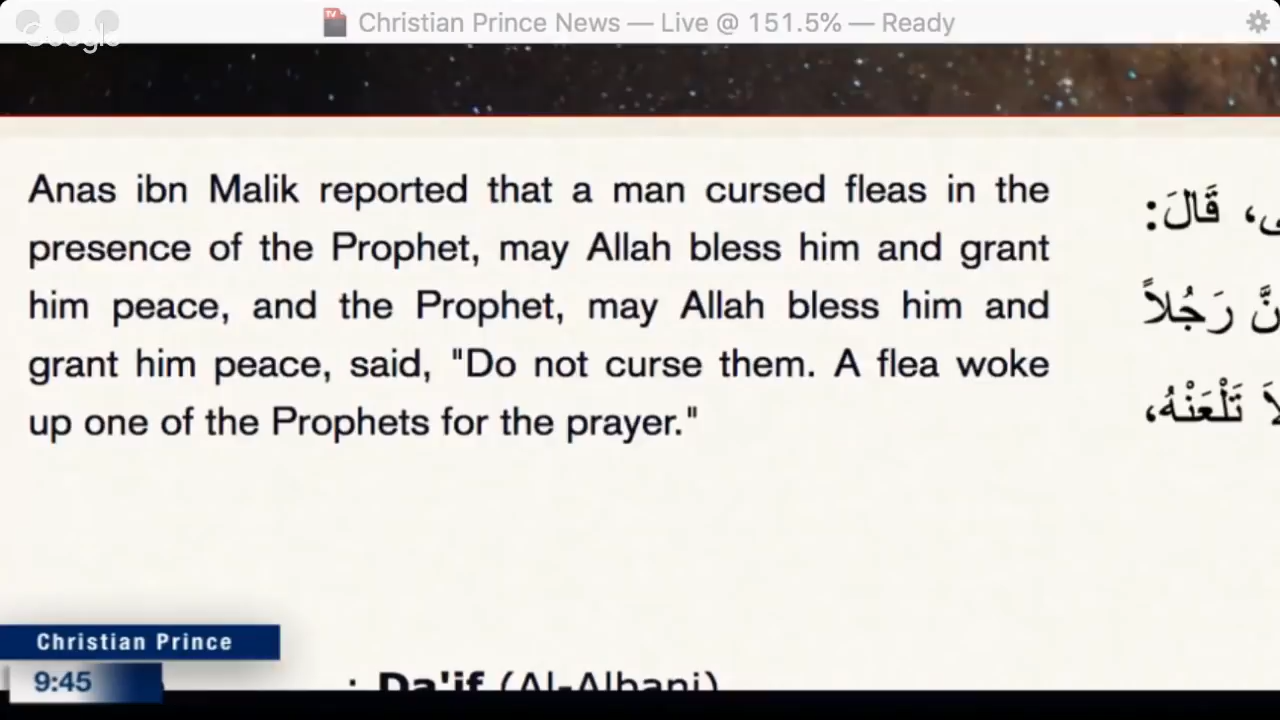 Christian Prince News — Live @ 151.5% — Ready
Google
Anas ibn Malik reported that a man cursed fleas in the
presence of the Prophet, may Allah bless him and grant
him peace, and the Prophet, may Allah bless him and
grant him peace, said, "Do not curse them. A flea woke
up one of the Prophets for the prayer."
، قَالَ:
رَجُلاً
تَلْعَنْهُ،
Christian Prince
9:45
: Da'if (Al-Albani)